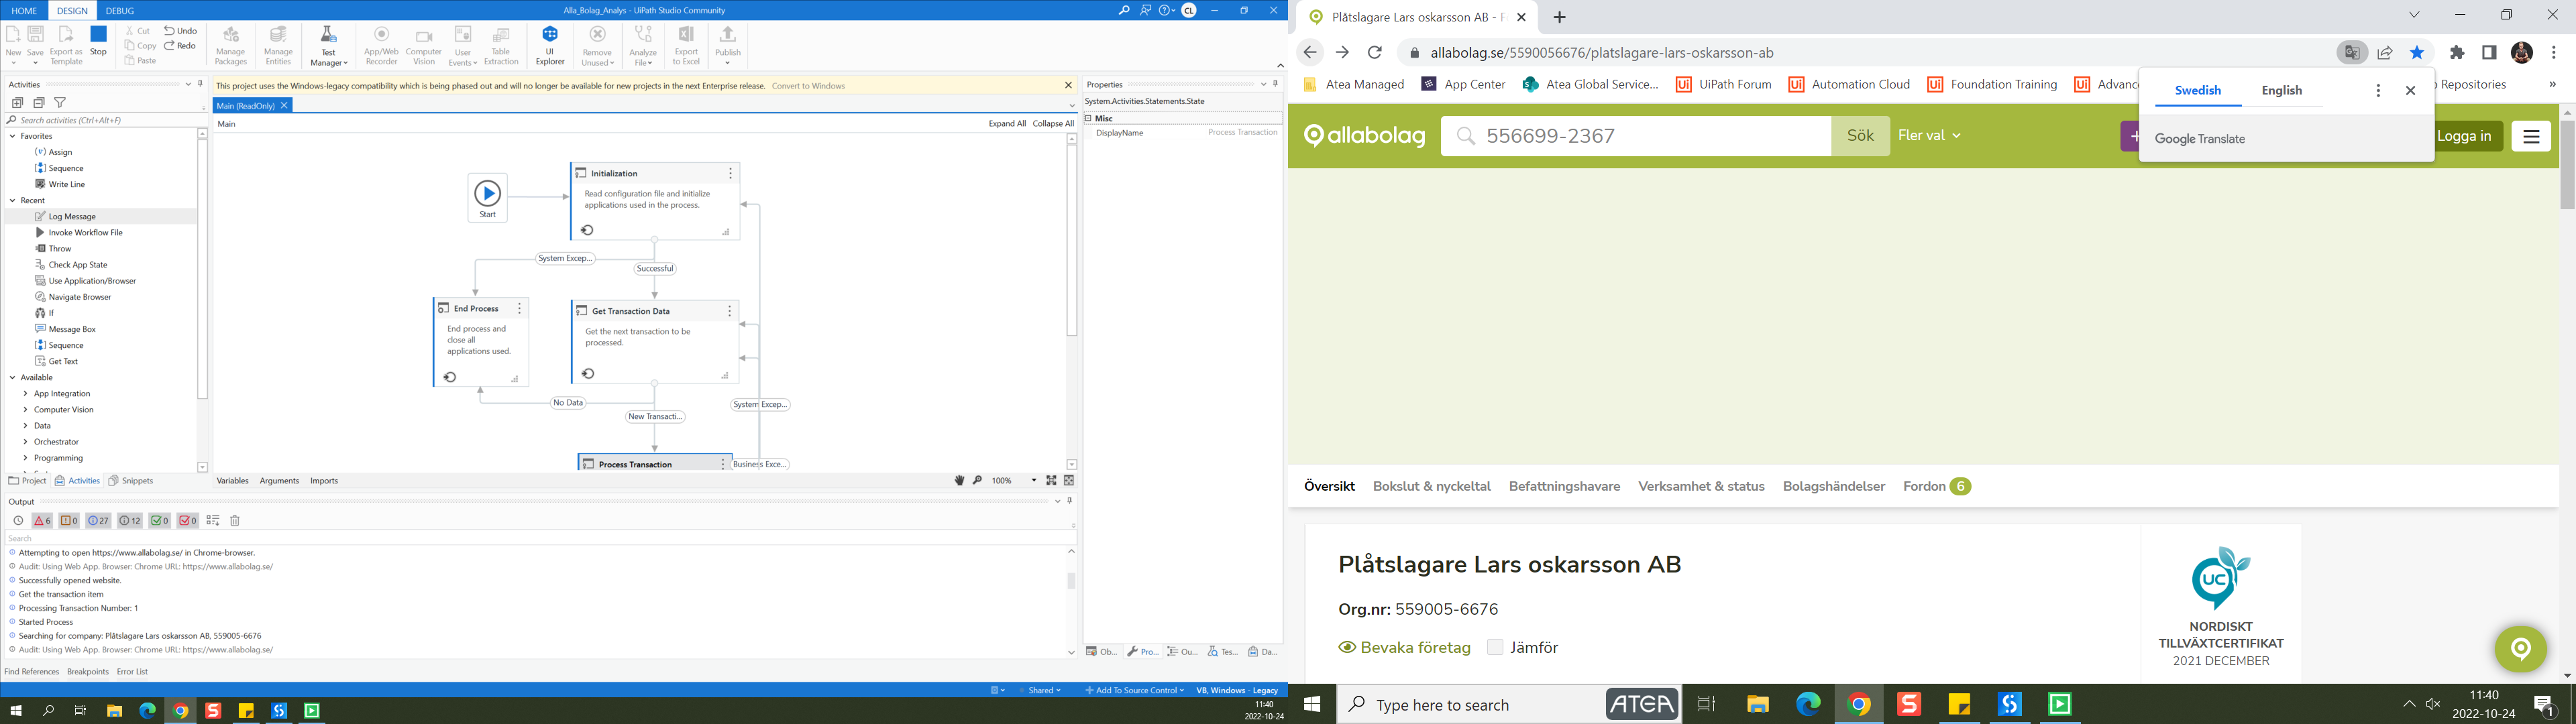 HOME DESIGN DEBUG
Alla_Bolag_Analys - UiPath Studio Community
CL
New
Save
Export as Template
Stop
Cut
Copy
Paste
Undo
Redo
Manage Packages
Manage Entities
Test Manager
App/Web Recorder
Computer Vision
User Events
Table Extraction
UI Explorer
Remove Unused
Analyze File
Export to Excel
Publish
Activities
Search activities (Ctrl+Alt+F)
Favorites
Assign
Sequence
Write Line
Recent
Log Message
Invoke Workflow File
Throw
Check App State
Use Application/Browser
Navigate Browser
If
Message Box
Sequence
Get Text
Available
App Integration
Computer Vision
Data
Orchestrator
Programming
Project Activities Snippets
This project uses the Windows-legacy compatibility which is being phased out and will no longer be available for new projects in the next Enterprise release. Convert to Windows
Main (ReadOnly)
Main
Expand All Collapse All
Start
Initialization
Read configuration file and initialize
applications used in the process.
System Excep...
Successful
End Process
End process and
close all
applications used.
Get Transaction Data
Get the next transaction to be
processed.
No Data
New Transacti...
System Excep...
Process Transaction
Business Exce...
Variables Arguments Imports
100%
Properties
System.Activities.Statements.State
Misc
DisplayName Process Transaction
Ob... Pro... Ou... Tes... Da...
Output
6 0 27 12 0 0
Search
Attempting to open https://www.allabolag.se/ in Chrome-browser.
Audit: Using Web App. Browser: Chrome URL: https://www.allabolag.se/
Successfully opened website.
Get the transaction item
Processing Transaction Number: 1
Started Process
Searching for company: Plåtslagare Lars oskarsson AB, 559005-6676
Audit: Using Web App. Browser: Chrome URL: https://www.allabolag.se/
Find References Breakpoints Error List
Shared
Add To Source Control
VB, Windows - Legacy
11:40
2022-10-24
Plåtslagare Lars oskarsson AB - F
allabolag.se/5590056676/platslagare-lars-oskarsson-ab
Atea Managed
App Center
Atea Global Service...
UiPath Forum
Automation Cloud
Foundation Training
Advanc
Repositories
Swedish English
Google Translate
allabolag
556699-2367
Sök
Fler val
Logga in
Översikt Bokslut & nyckeltal Befattningshavare Verksamhet & status Bolagshändelser Fordon 6
Plåtslagare Lars oskarsson AB
Org.nr: 559005-6676
Bevaka företag
Jämför
UC
NORDISKT
TILLVÄXTCERTIFIKAT
2021 DECEMBER
Type here to search
ATEA
11:40
2022-10-24
1